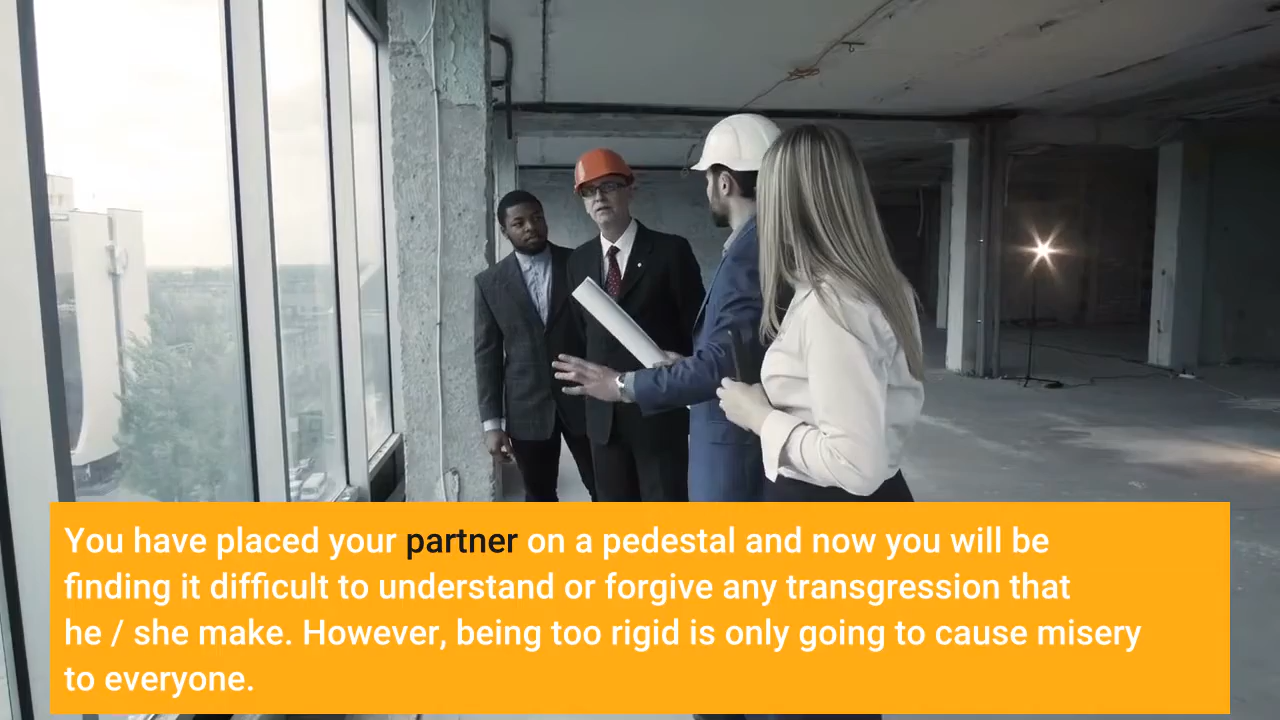 You have placed your partner on a pedestal and now you will be
finding it difficult to understand or forgive any transgression that
he / she make. However, being too rigid is only going to cause misery
to everyone.